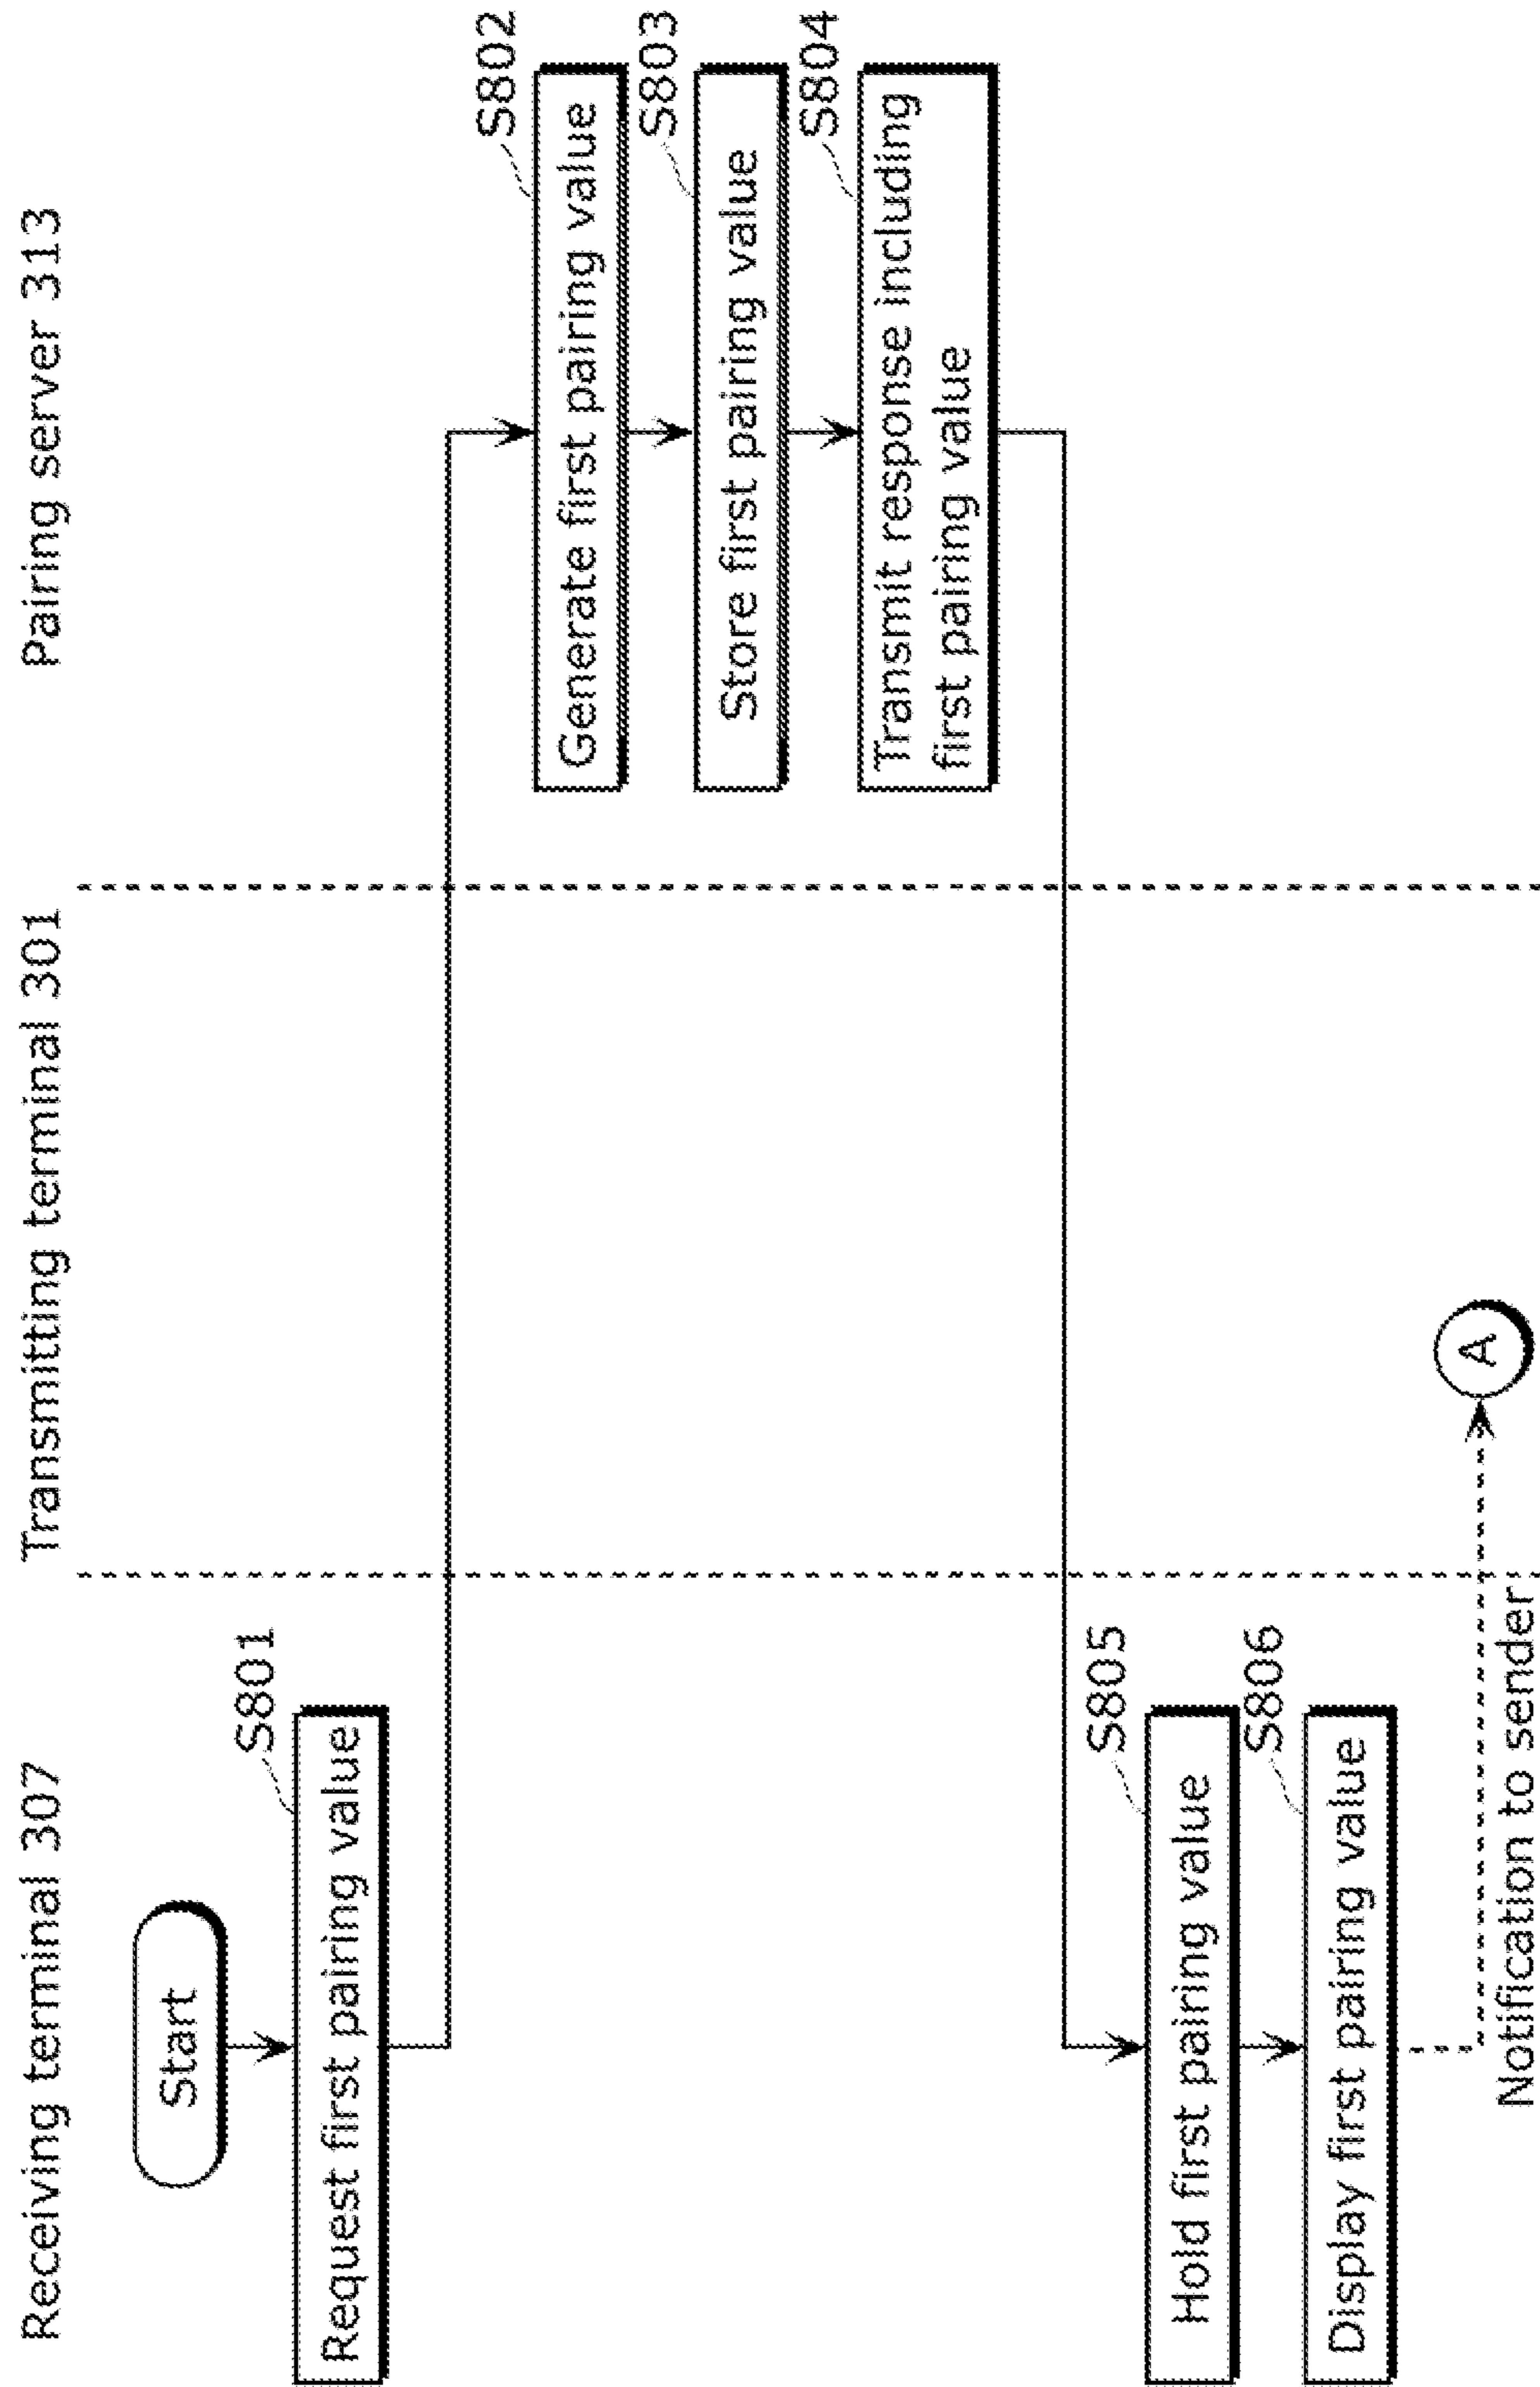 Receiving terminal 307
Transmitting terminal 301
Pairing server 313
Start
S801
Request first pairing value
S802
Generate first pairing value
S803
Store first pairing value
S804
Transmit response including
first pairing value
S805
Hold first pairing value
S806
Display first pairing value
A
Notification to sender